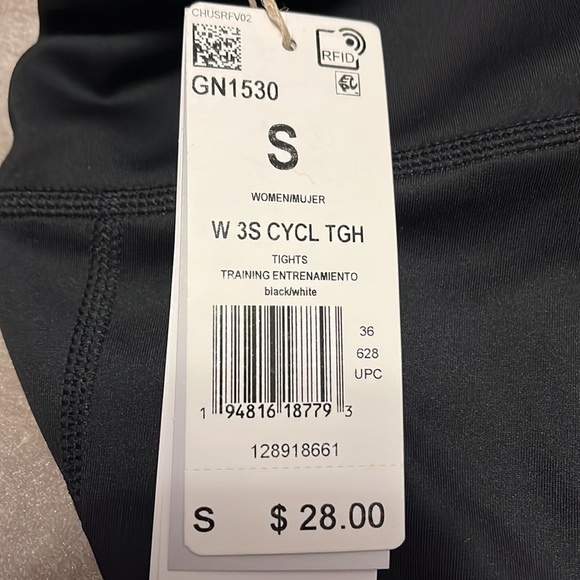 CHUSRFV02
RFID
GN1530
S
WOMEN/MUJER
W 3S CYCL TGH
TIGHTS
TRAINING ENTRENAMIENTO
black/white
36
628
UPC
1 94816 18779 3
128918661
S $ 28.00